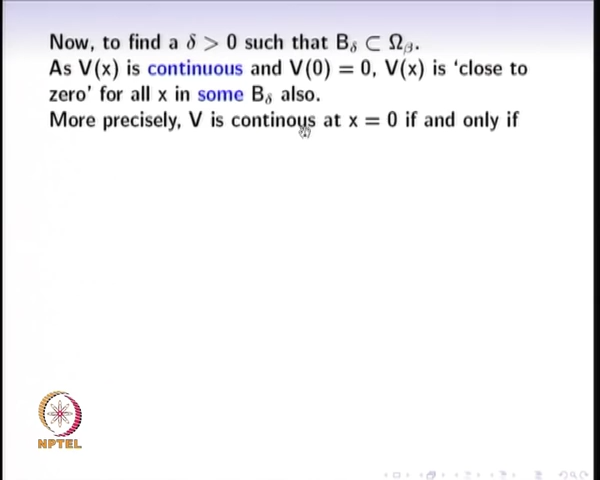 Now, to find a δ > 0 such that B_δ ⊂ Ω_β.
As V(x) is continuous and V(0) = 0, V(x) is ‘close to
zero’ for all x in some B_δ also.
More precisely, V is continous at x = 0 if and only if
NPTEL